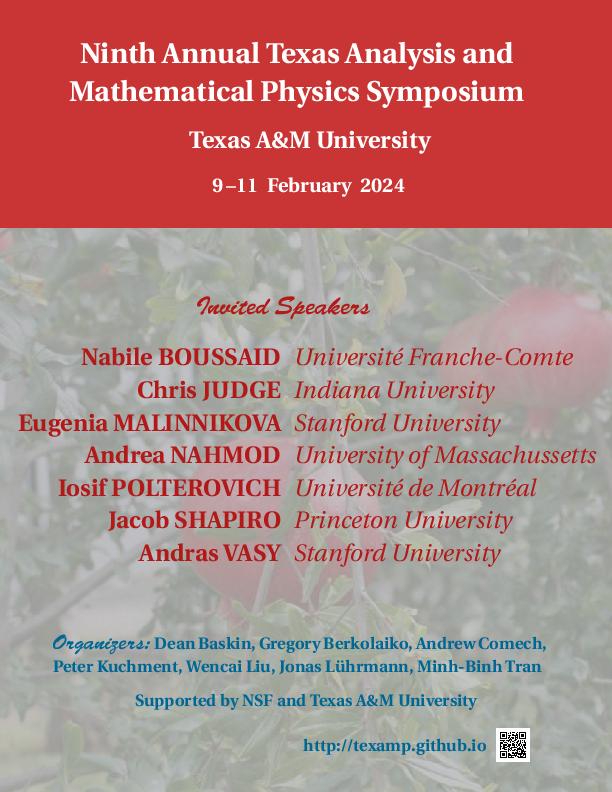 Ninth Annual Texas Analysis and
Mathematical Physics Symposium
Texas A&M University
9–11 February 2024
Invited Speakers
Nabile BOUSSAID Université Franche-Comte
Chris JUDGE Indiana University
Eugenia MALINNIKOVA Stanford University
Andrea NAHMOD University of Massachussetts
Iosif POLTEROVICH Université de Montréal
Jacob SHAPIRO Princeton University
Andras VASY Stanford University
Organizers: Dean Baskin, Gregory Berkolaiko, Andrew Comech,
Peter Kuchment, Wencai Liu, Jonas Lührmann, Minh-Binh Tran
Supported by NSF and Texas A&M University
http://texamp.github.io